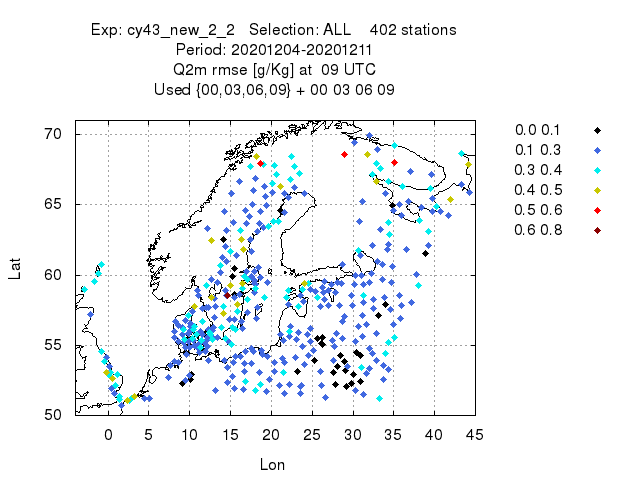 Exp: cy43_new_2_2 Selection: ALL 402 stations
Period: 20201204-20201211
Q2m rmse [g/Kg] at 09 UTC
Used {00,03,06,09} + 00 03 06 09
70
65
60
55
50
Lat
0 5 10 15 20 25 30 35 40 45
Lon
0.0 0.1
0.1 0.3
0.3 0.4
0.4 0.5
0.5 0.6
0.6 0.8